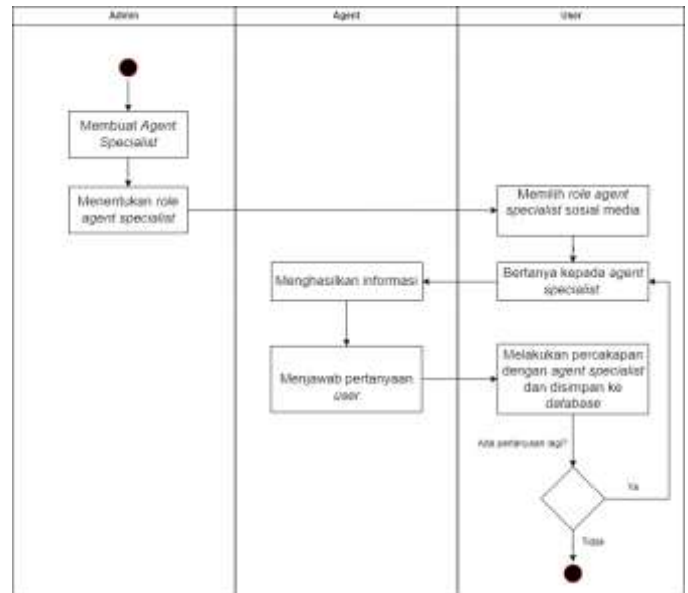 Admin
Agent
User
Membuat Agent
Specialist
Menentukan role
agent specialist
Memilih role agent
specialist sosial media
Menghasilkan informasi
Bertanya kepada agent
specialist
Menjawab pertanyaan
user
Melakukan percakapan
dengan agent specialist
dan disimpan ke
database
Ada pertanyaan lagi?
Ya
Tidak